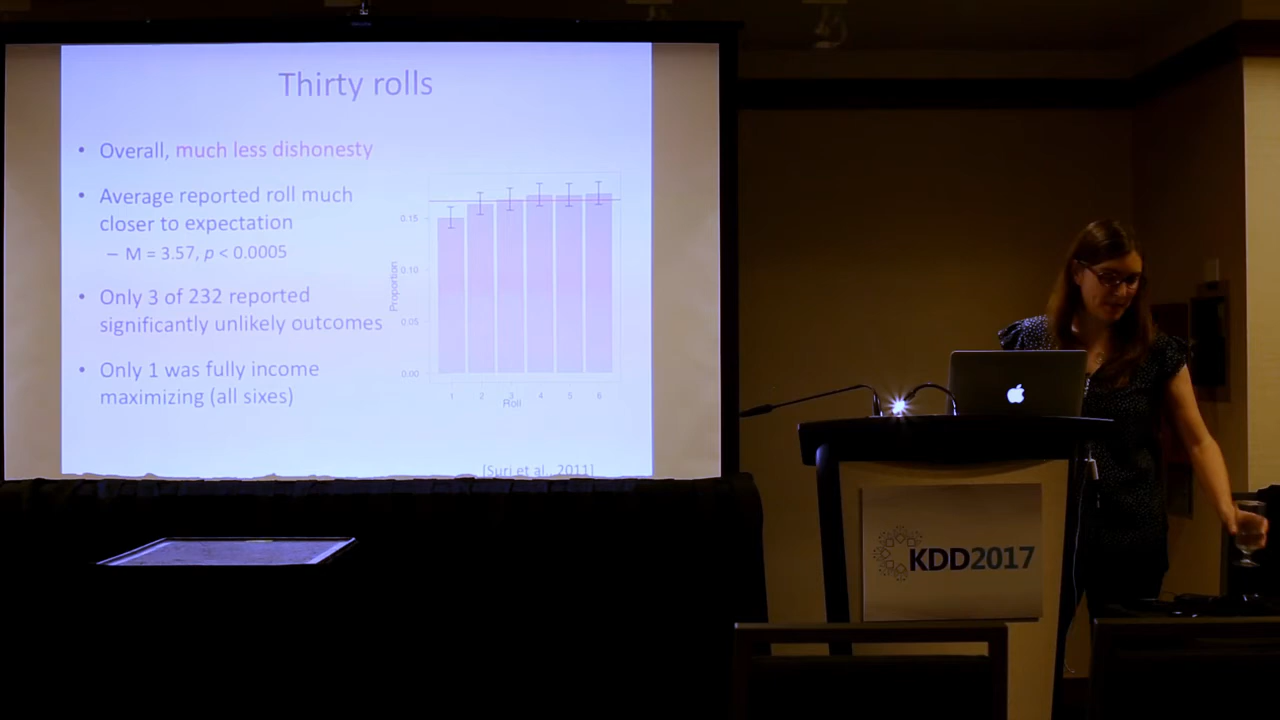 Thirty rolls
• Overall, much less dishonesty
• Average reported roll much
closer to expectation
– M = 3.57, p < 0.0005
• Only 3 of 232 reported
significantly unlikely outcomes
• Only 1 was fully income
maximizing (all sixes)
0.15
0.10
0.05
0.00
Proportion
1 2 3 4 5 6
Roll
[Suri et al., 2011]
KDD2017